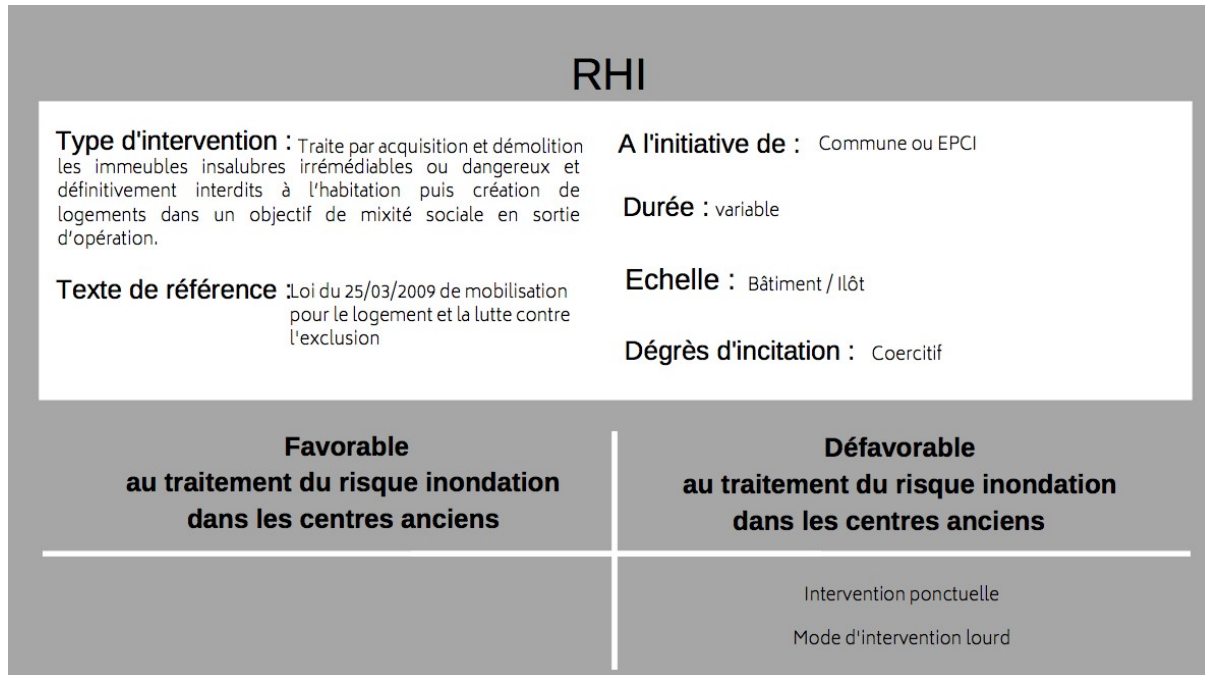 RHI
Type d'intervention : Traite par acquisition et démolition
les immeubles insalubres irrémédiables ou dangereux et
définitivement interdits à l'habitation puis création de
logements dans un objectif de mixité sociale en sortie
d'opération.
Texte de référence :Loi du 25/03/2009 de mobilisation
pour le logement et la lutte contre
l'exclusion
A l'initiative de : Commune ou EPCI
Durée : variable
Echelle : Bâtiment / Ilôt
Dégrès d'incitation : Coercitif
Favorable
au traitement du risque inondation
dans les centres anciens
Défavorable
au traitement du risque inondation
dans les centres anciens
Intervention ponctuelle
Mode d'intervention lourd